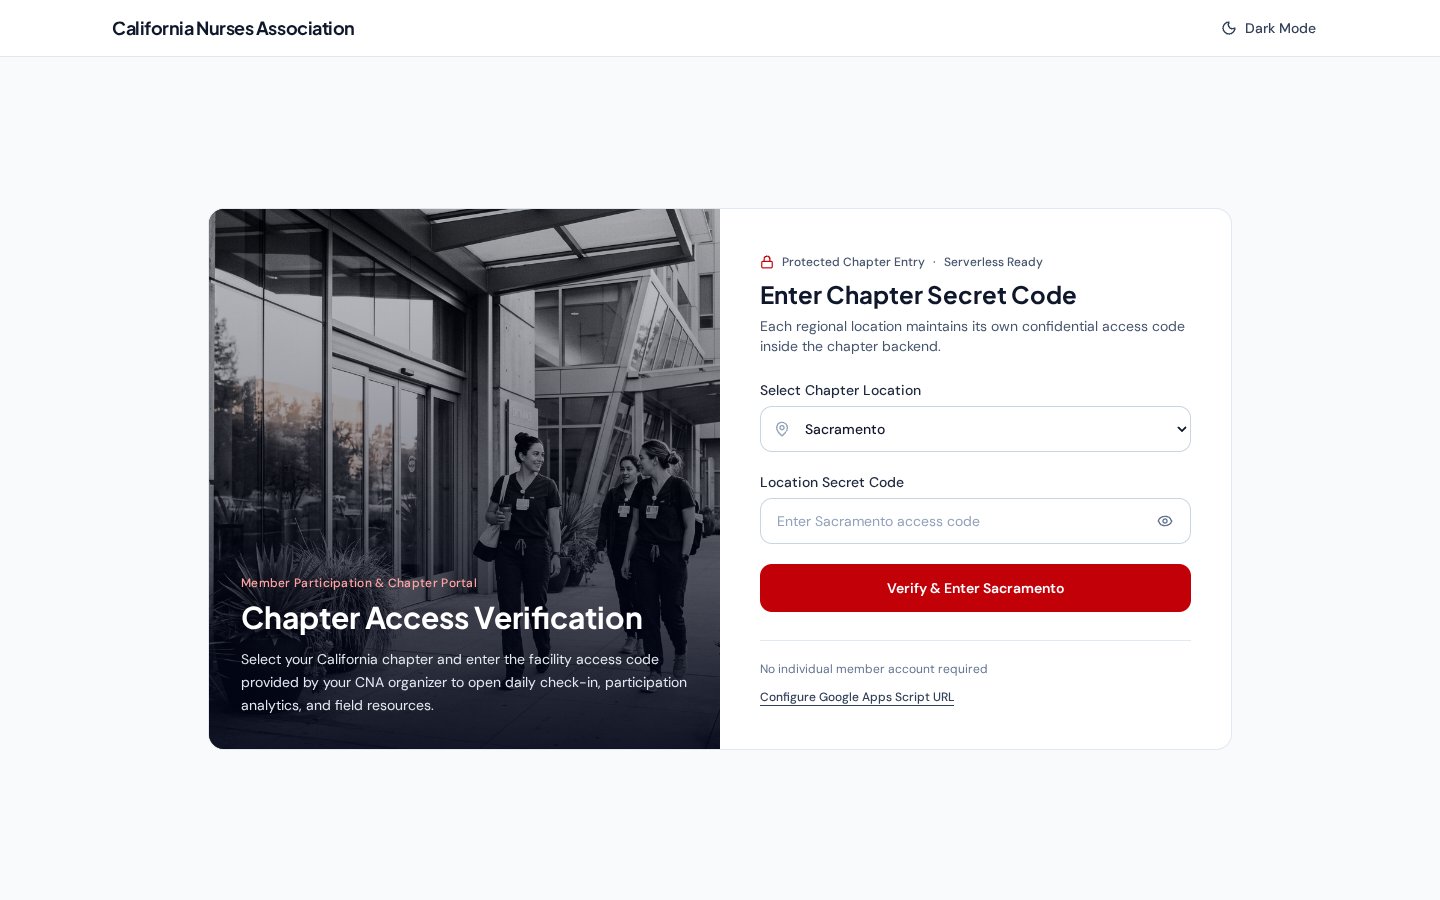 California Nurses Association
Dark Mode
Member Participation & Chapter Portal
Chapter Access Verification
Select your California chapter and enter the facility access code
provided by your CNA organizer to open daily check-in, participation
analytics, and field resources.
Protected Chapter Entry · Serverless Ready
Enter Chapter Secret Code
Each regional location maintains its own confidential access code
inside the chapter backend.
Select Chapter Location
Sacramento
Location Secret Code
Enter Sacramento access code
Verify & Enter Sacramento
No individual member account required
Configure Google Apps Script URL